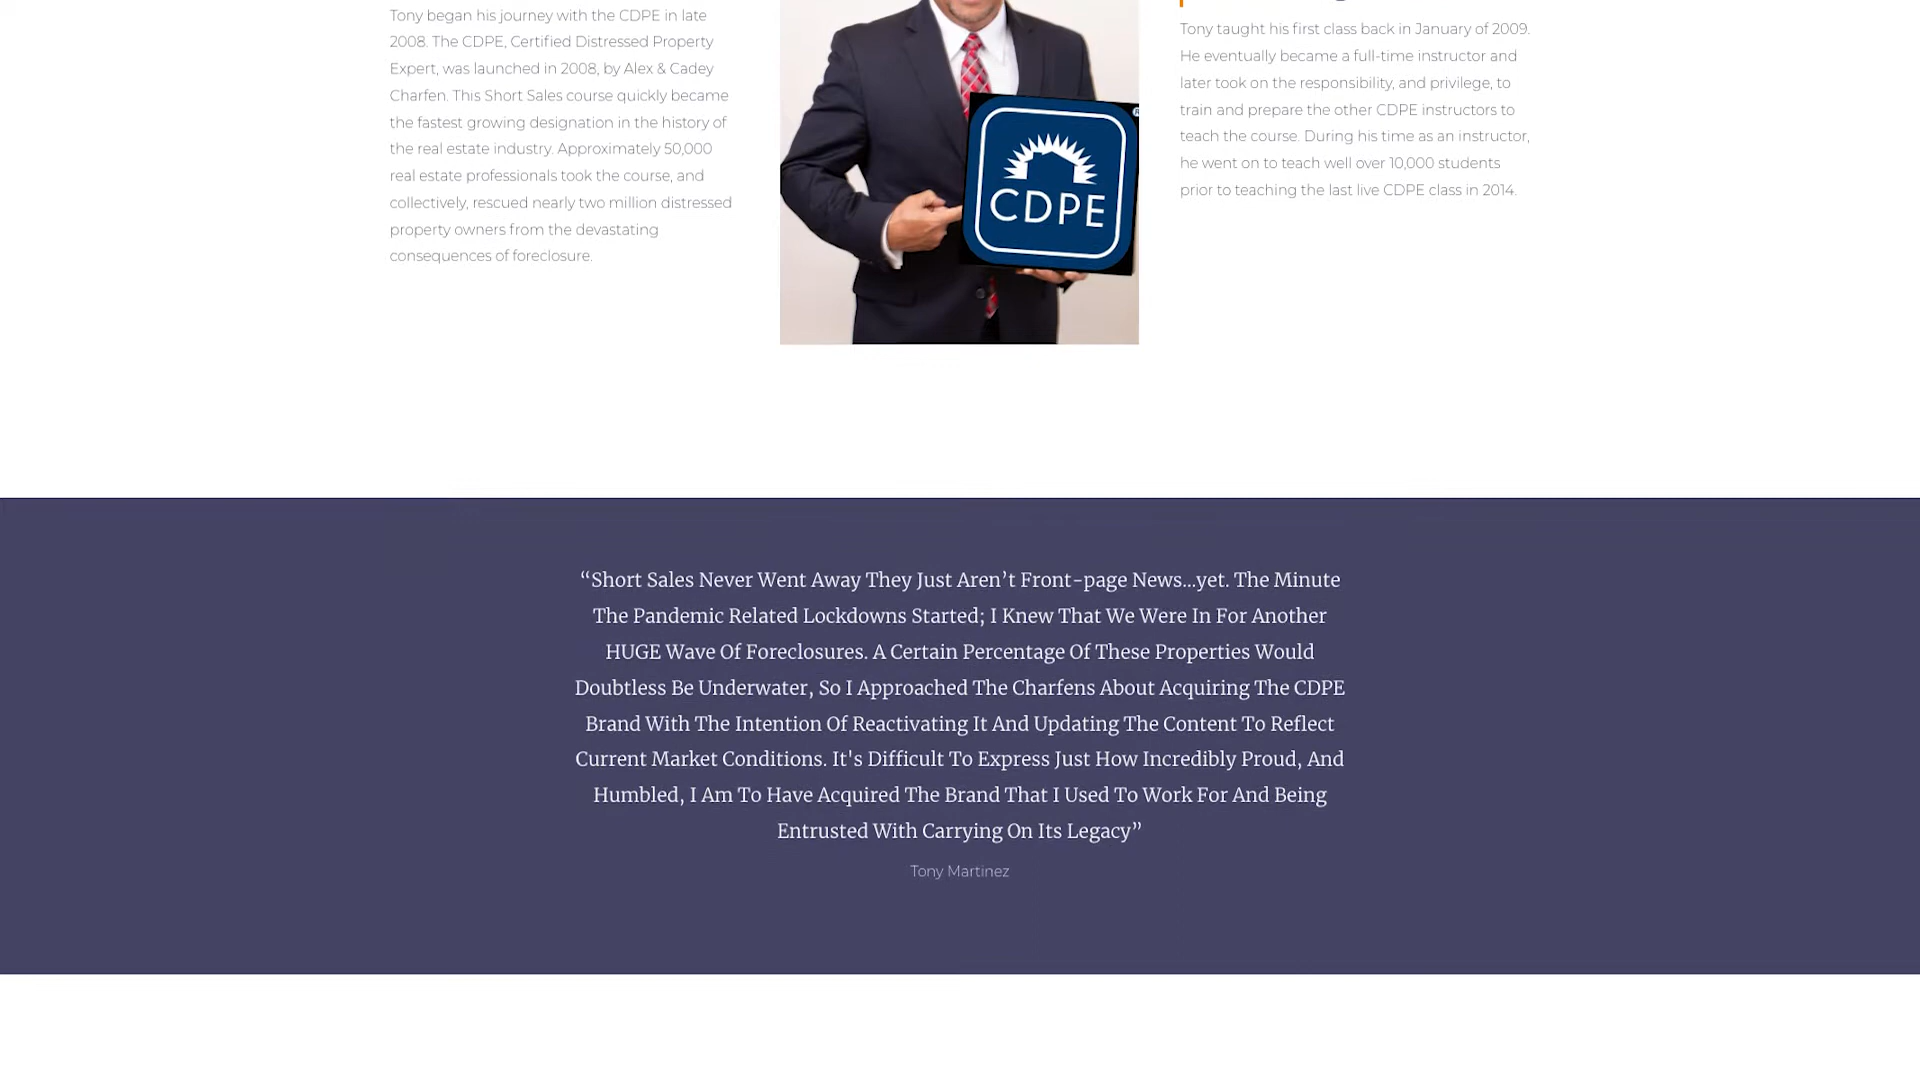 Tony began his journey with the CDPE in late
2008. The CDPE, Certified Distressed Property
Expert, was launched in 2008, by Alex & Cadey
Charfen. This Short Sales course quickly became
the fastest growing designation in the history of
the real estate industry. Approximately 50,000
real estate professionals took the course, and
collectively, rescued nearly two million distressed
property owners from the devastating
consequences of foreclosure.
CDPE
Tony taught his first class back in January of 2009.
He eventually became a full-time instructor and
later took on the responsibility, and privilege, to
train and prepare the other CDPE instructors to
teach the course. During his time as an instructor,
he went on to teach well over 10,000 students
prior to teaching the last live CDPE class in 2014.
“Short Sales Never Went Away They Just Aren’t Front-page News…yet. The Minute
The Pandemic Related Lockdowns Started; I Knew That We Were In For Another
HUGE Wave Of Foreclosures. A Certain Percentage Of These Properties Would
Doubtless Be Underwater, So I Approached The Charfens About Acquiring The CDPE
Brand With The Intention Of Reactivating It And Updating The Content To Reflect
Current Market Conditions. It's Difficult To Express Just How Incredibly Proud, And
Humbled, I Am To Have Acquired The Brand That I Used To Work For And Being
Entrusted With Carrying On Its Legacy”
Tony Martinez